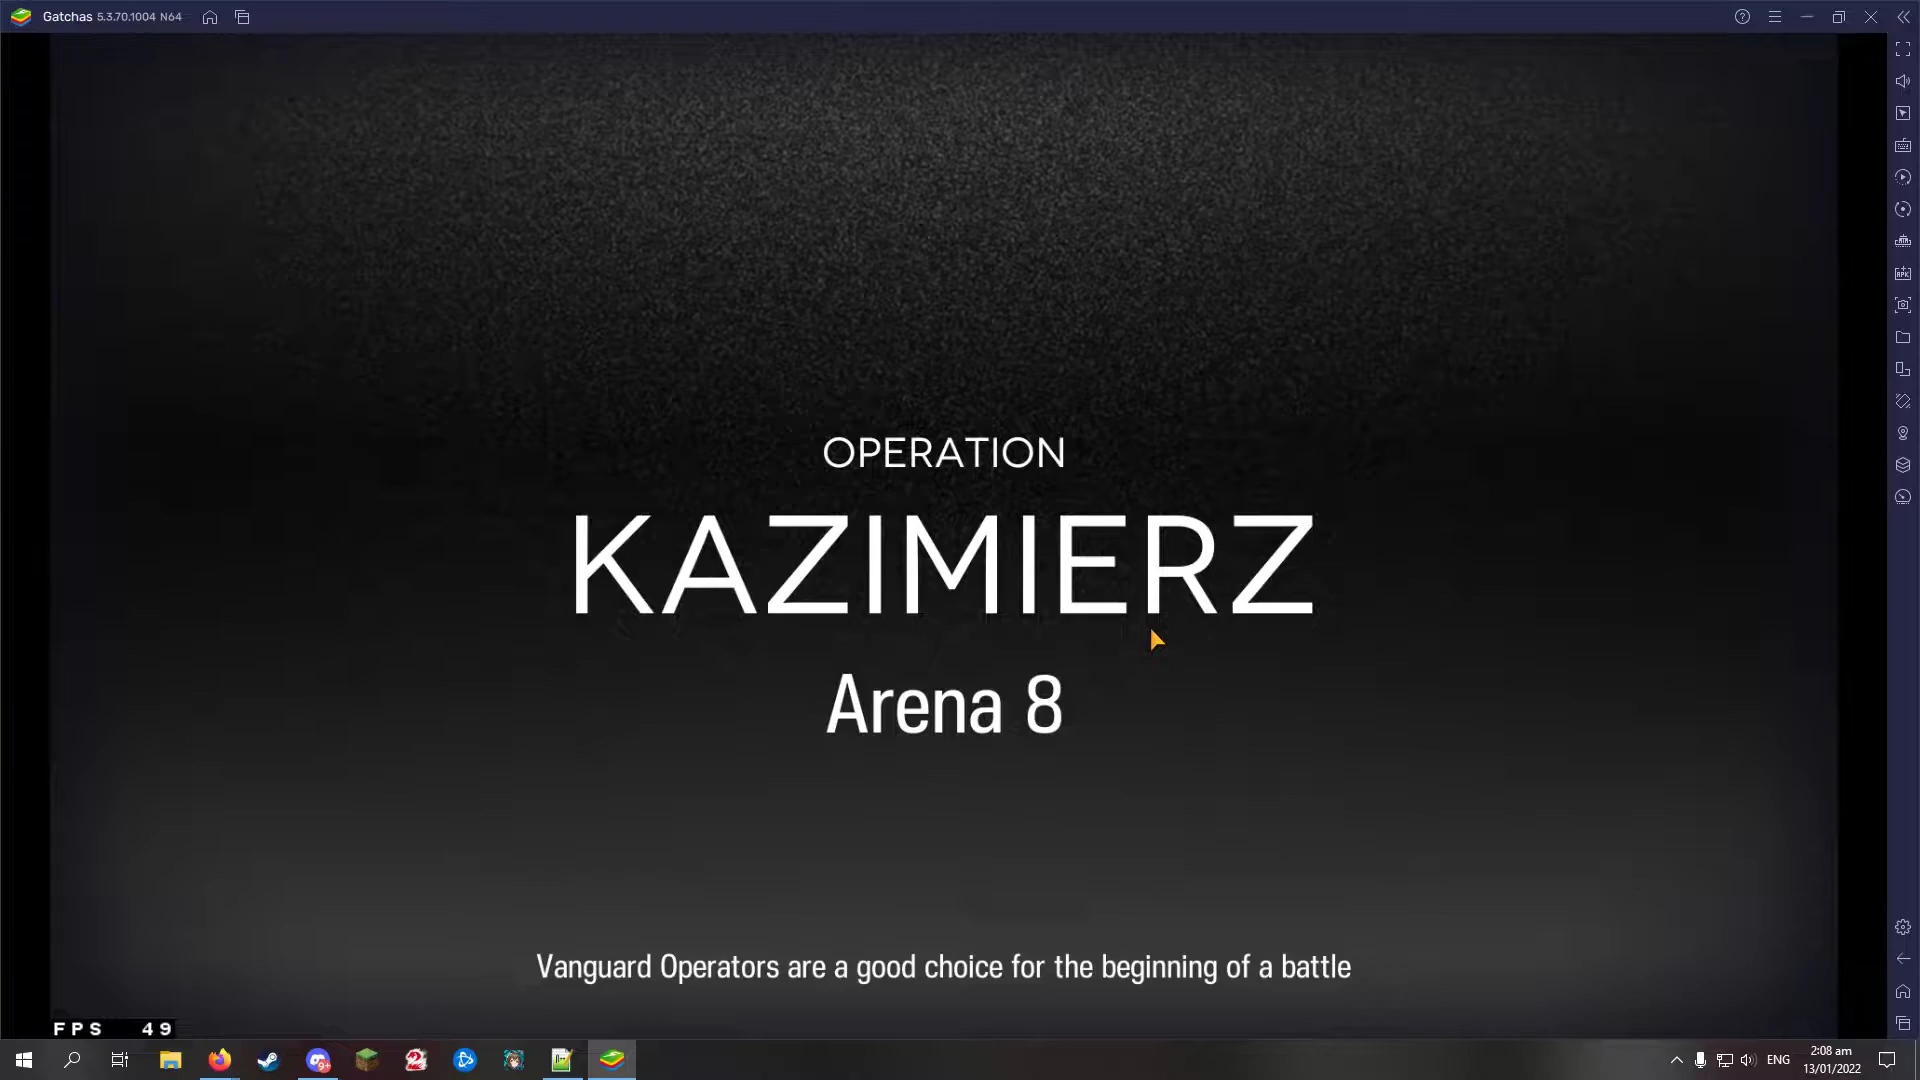 Gatchas 5.3.70.1004 N64
OPERATION
KAZIMIERZ
Arena 8
Vanguard Operators are a good choice for the beginning of a battle
FPS 49
9+
ENG
2:08 am
13/01/2022